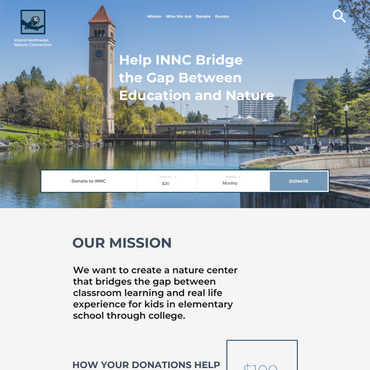 Mission Who We Are Donate Events
Inland Northwest
Nature Connection
Help INNC Bridge
the Gap Between
Education and Nature
Donate to INNC
$20
Monthly
DONATE
OUR MISSION
We want to create a nature center
that bridges the gap between
classroom learning and real life
experience for kids in elementary
school through college.
HOW YOUR DONATIONS HELP
$100